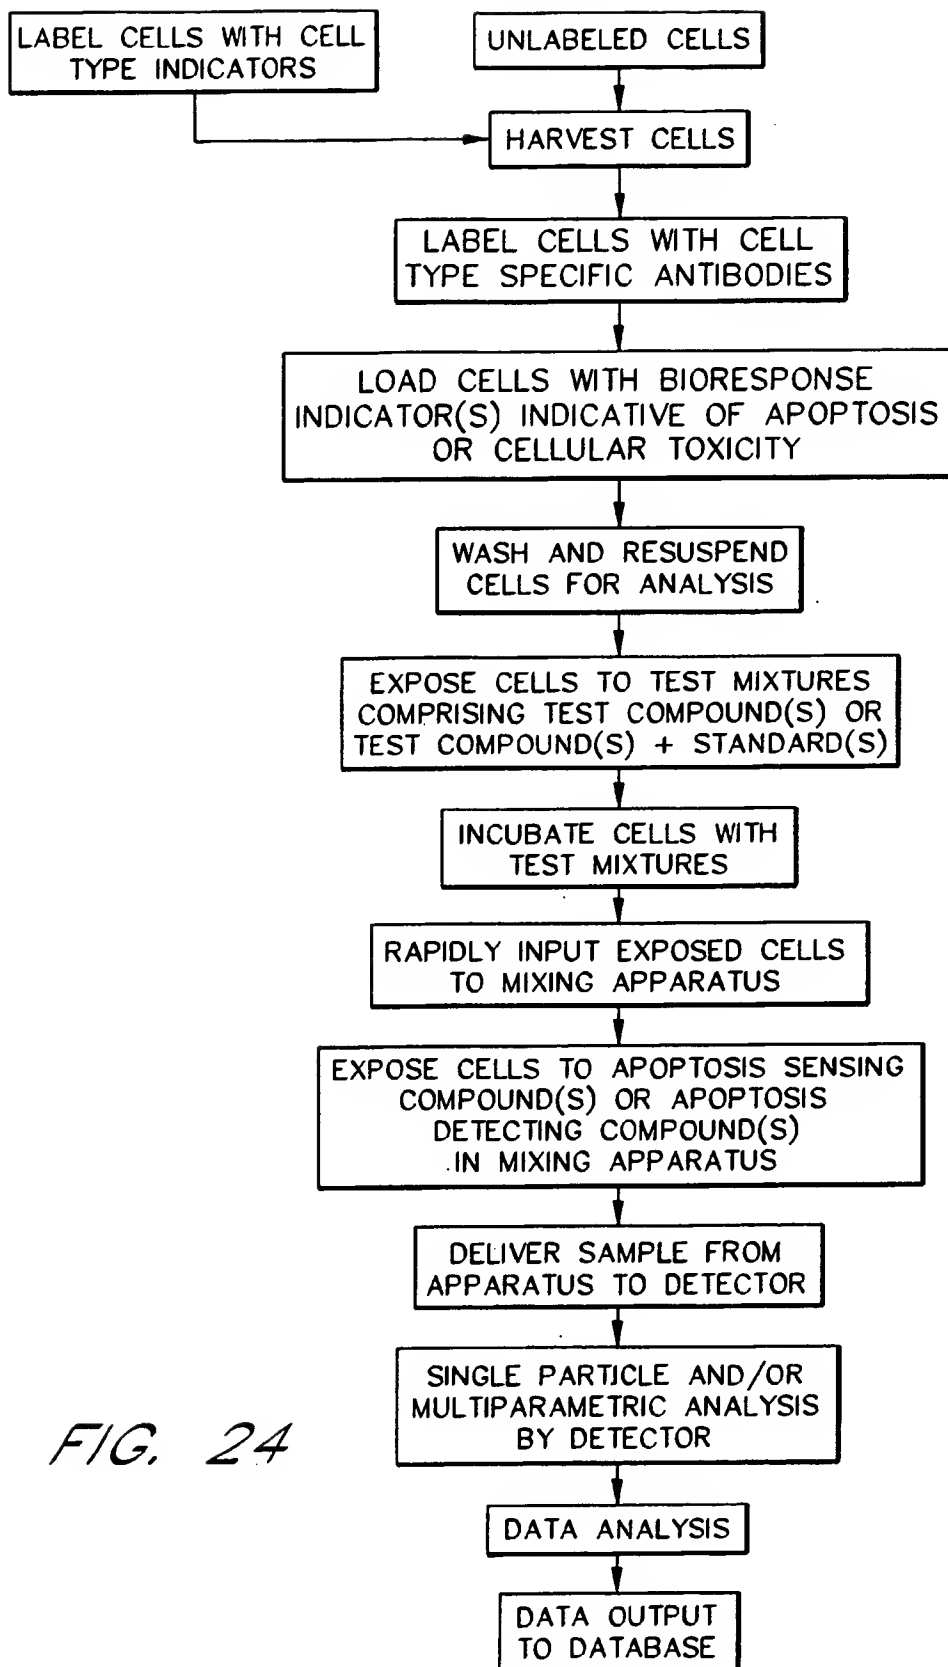 LABEL CELLS WITH CELL
TYPE INDICATORS
UNLABELED CELLS
HARVEST CELLS
LABEL CELLS WITH CELL
TYPE SPECIFIC ANTIBODIES
LOAD CELLS WITH BIORESPONSE
INDICATOR(S) INDICATIVE OF APOPTOSIS
OR CELLULAR TOXICITY
WASH AND RESUSPEND
CELLS FOR ANALYSIS
EXPOSE CELLS TO TEST MIXTURES
COMPRISING TEST COMPOUND(S) OR
TEST COMPOUND(S) + STANDARD(S)
INCUBATE CELLS WITH
TEST MIXTURES
RAPIDLY INPUT EXPOSED CELLS
TO MIXING APPARATUS
EXPOSE CELLS TO APOPTOSIS SENSING
COMPOUND(S) OR APOPTOSIS
DETECTING COMPOUND(S)
IN MIXING APPARATUS
DELIVER SAMPLE FROM
APPARATUS TO DETECTOR
SINGLE PARTICLE AND/OR
MULTIPARAMETRIC ANALYSIS
BY DETECTOR
FIG. 24
DATA ANALYSIS
DATA OUTPUT
TO DATABASE